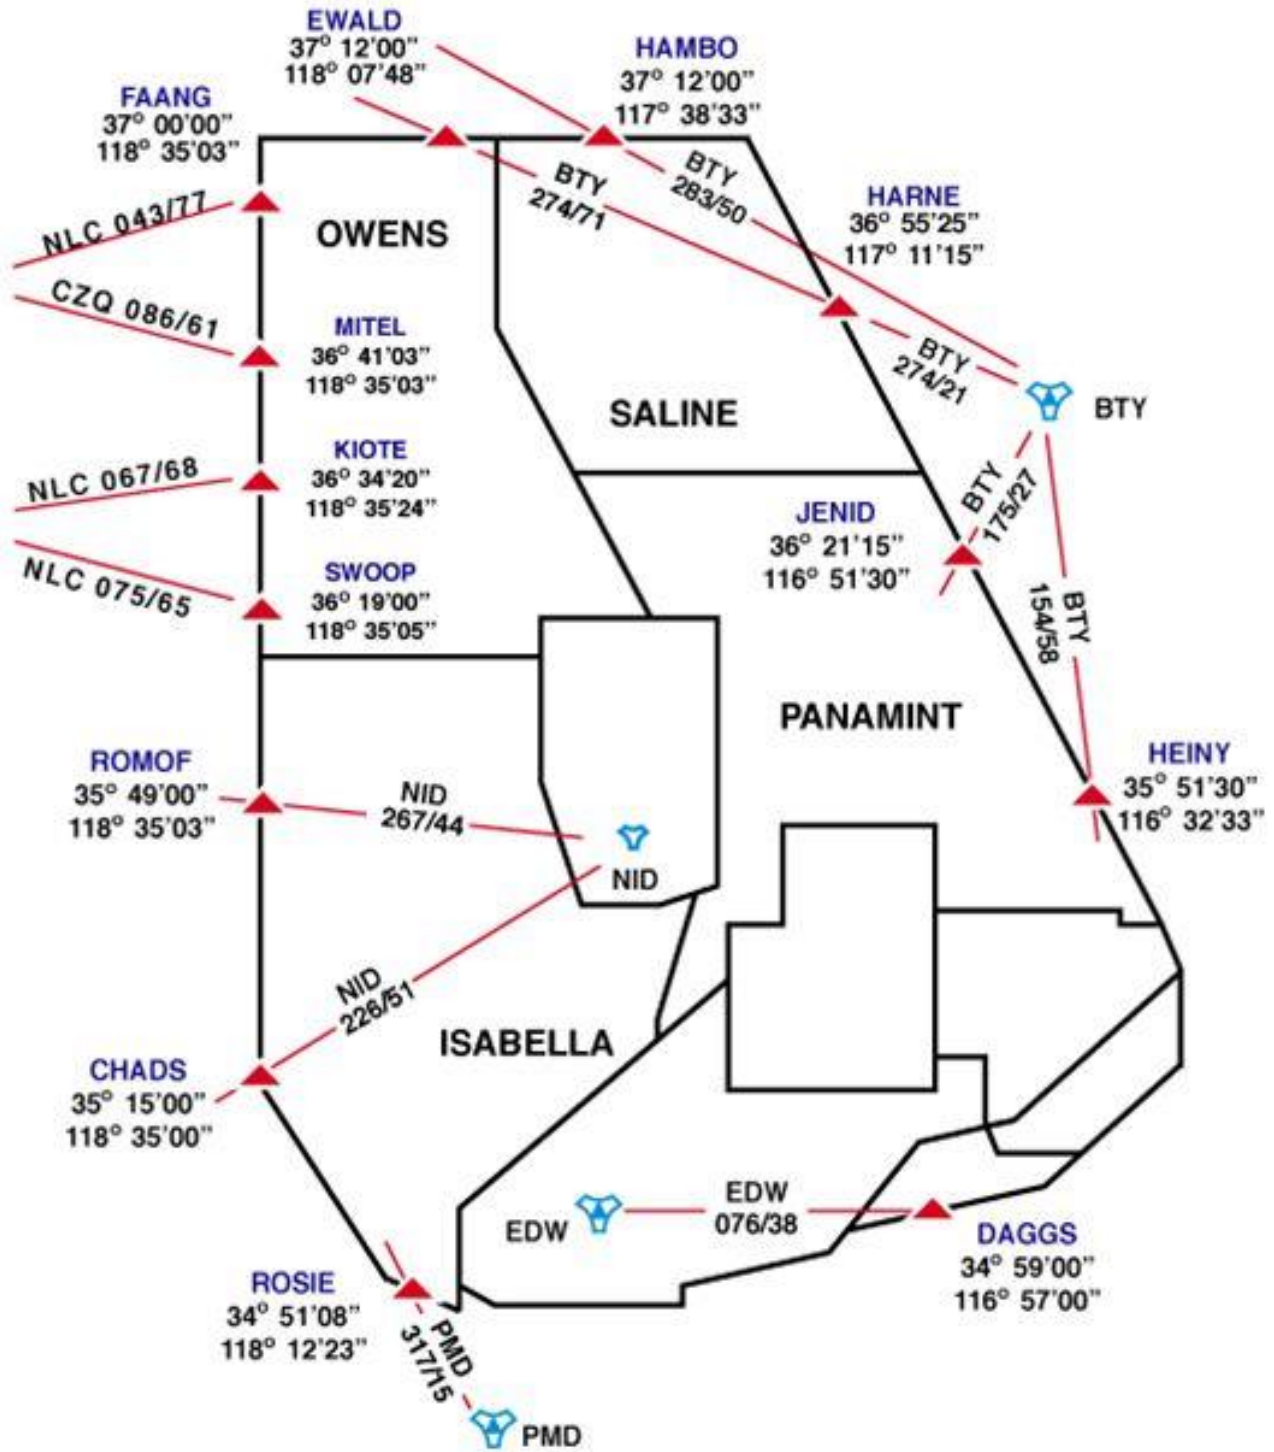 EWALD
37° 12'00”
118° 07'48”
HAMBO
37° 12'00”
117° 38'33”
FAANG
37° 00'00”
118° 35'03”
BTY
274/71
BTY
283/50
HARNE
36° 55'25”
117° 11'15”
NLC 043/77
OWENS
CZQ 086/61
MITEL
36° 41'03”
118° 35'03”
BTY
274/21
BTY
SALINE
NLC 067/68
KIOTE
36° 34'20”
118° 35'24”
BTY
175/27
JENID
36° 21'15”
116° 51'30”
NLC 075/65
SWOOP
36° 19'00”
118° 35'05”
BTY
154/58
PANAMINT
ROMOF
35° 49'00”
118° 35'03”
NID
267/44
HEINY
35° 51'30”
116° 32'33”
NID
NID
226/51
ISABELLA
CHADS
35° 15'00”
118° 35'00”
EDW
EDW
076/38
DAGGS
34° 59'00”
116° 57'00”
ROSIE
34° 51'08”
118° 12'23”
PMD
317/15
PMD